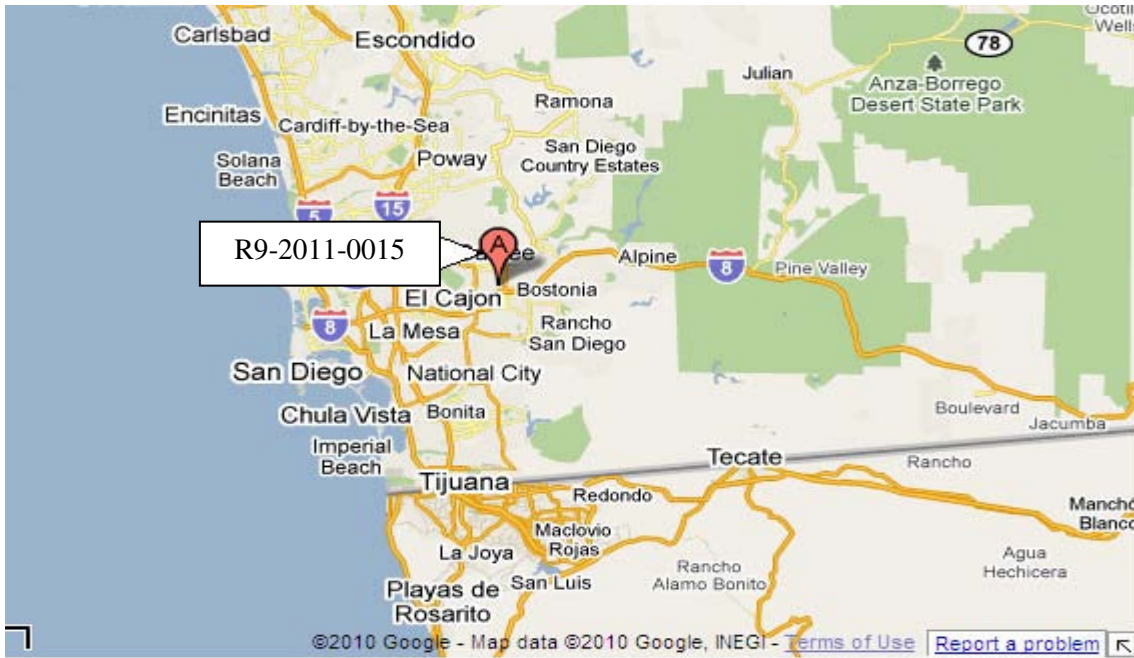 Carlsbad
Escondido
Ocotil
Wells
78
Julian
Anza-Borrego
Desert State Park
Encinitas
Ramona
Cardiff-by-the-Sea
San Diego
Country Estates
Solana
Beach
Poway
5
15
R9-2011-0015
A
Alpine
8
Pine Valley
El Cajon
Bostonia
8
La Mesa
Rancho
San Diego
San Diego
National City
Chula Vista
Bonita
Boulevard
Jacumba
Imperial
Beach
Tecate
Rancho
Tijuana
Redondo
Manchó
Blanco
Maclovio
Rojas
La Joya
Agua
Hechicera
Rancho
Alamo Bonito
San Luis
Playas de
Rosarito
©2010 Google - Map data ©2010 Google, INEGI - Terms of Use
Report a problem